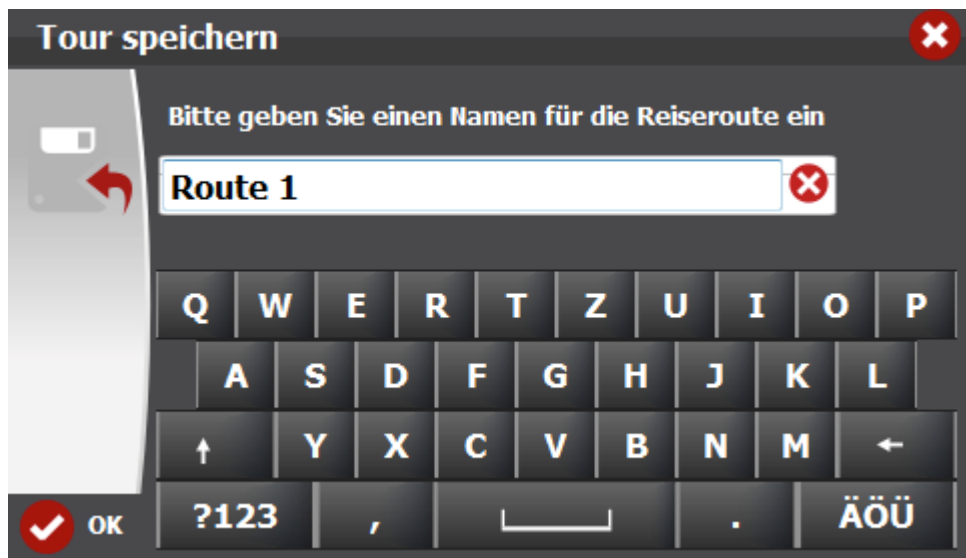 Tour speichern
Bitte geben Sie einen Namen für die Reiseroute ein
Route 1
Q W E R T Z U I O P
A S D F G H J K L
Y X C V B N M
OK ?123 , . ÄÖÜ